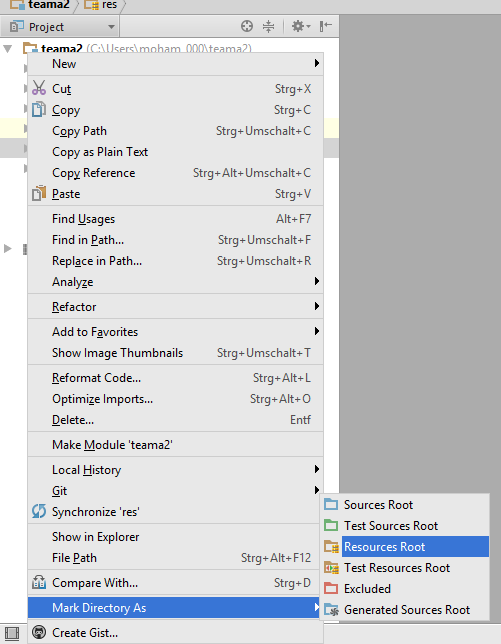 teama2 res
Project
teama2 (C:\Users\moham_000\teama2)
New
Cut Strg+X
Copy Strg+C
Copy Path Strg+Umschalt+C
Copy as Plain Text
Copy Reference Strg+Alt+Umschalt+C
Paste Strg+V
Find Usages Alt+F7
Find in Path... Strg+Umschalt+F
Replace in Path... Strg+Umschalt+R
Analyze
Refactor
Add to Favorites
Show Image Thumbnails Strg+Umschalt+T
Reformat Code... Strg+Alt+L
Optimize Imports... Strg+Alt+O
Delete... Entf
Make Module 'teama2'
Local History
Git
Synchronize 'res'
Show in Explorer
File Path Strg+Alt+F12
Compare With... Strg+D
Mark Directory As
Create Gist...
Sources Root
Test Sources Root
Resources Root
Test Resources Root
Excluded
Generated Sources Root